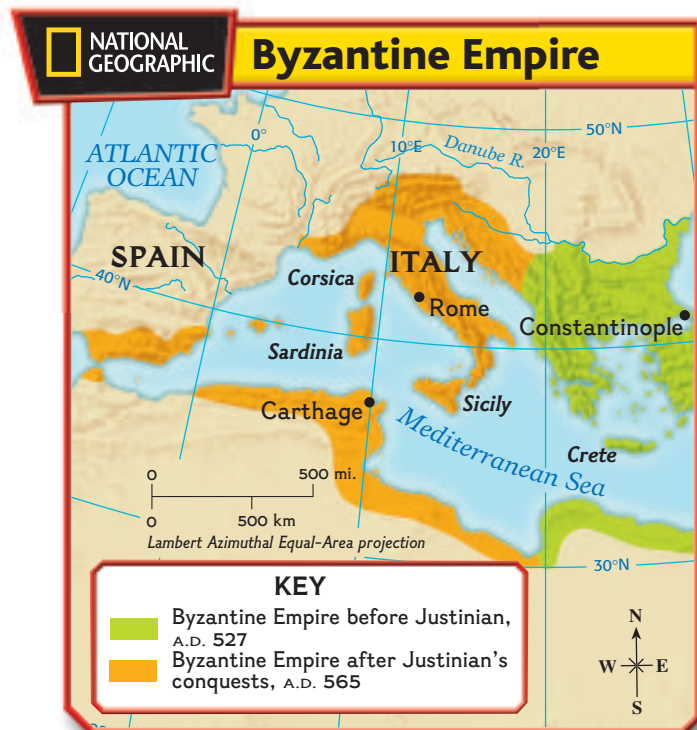 NATIONAL
GEOGRAPHIC
Byzantine Empire
50°N
0°
10°E
Danube R.
20°E
ATLANTIC
OCEAN
SPAIN
ITALY
Corsica
40°N
Rome
Constantinople
Sardinia
Carthage
Sicily
Mediterranean Sea
Crete
0
500 mi.
0
500 km
Lambert Azimuthal Equal-Area projection
30°N
KEY
Byzantine Empire before Justinian,
A.D. 527
Byzantine Empire after Justinian's
conquests, A.D. 565
N
W
E
S